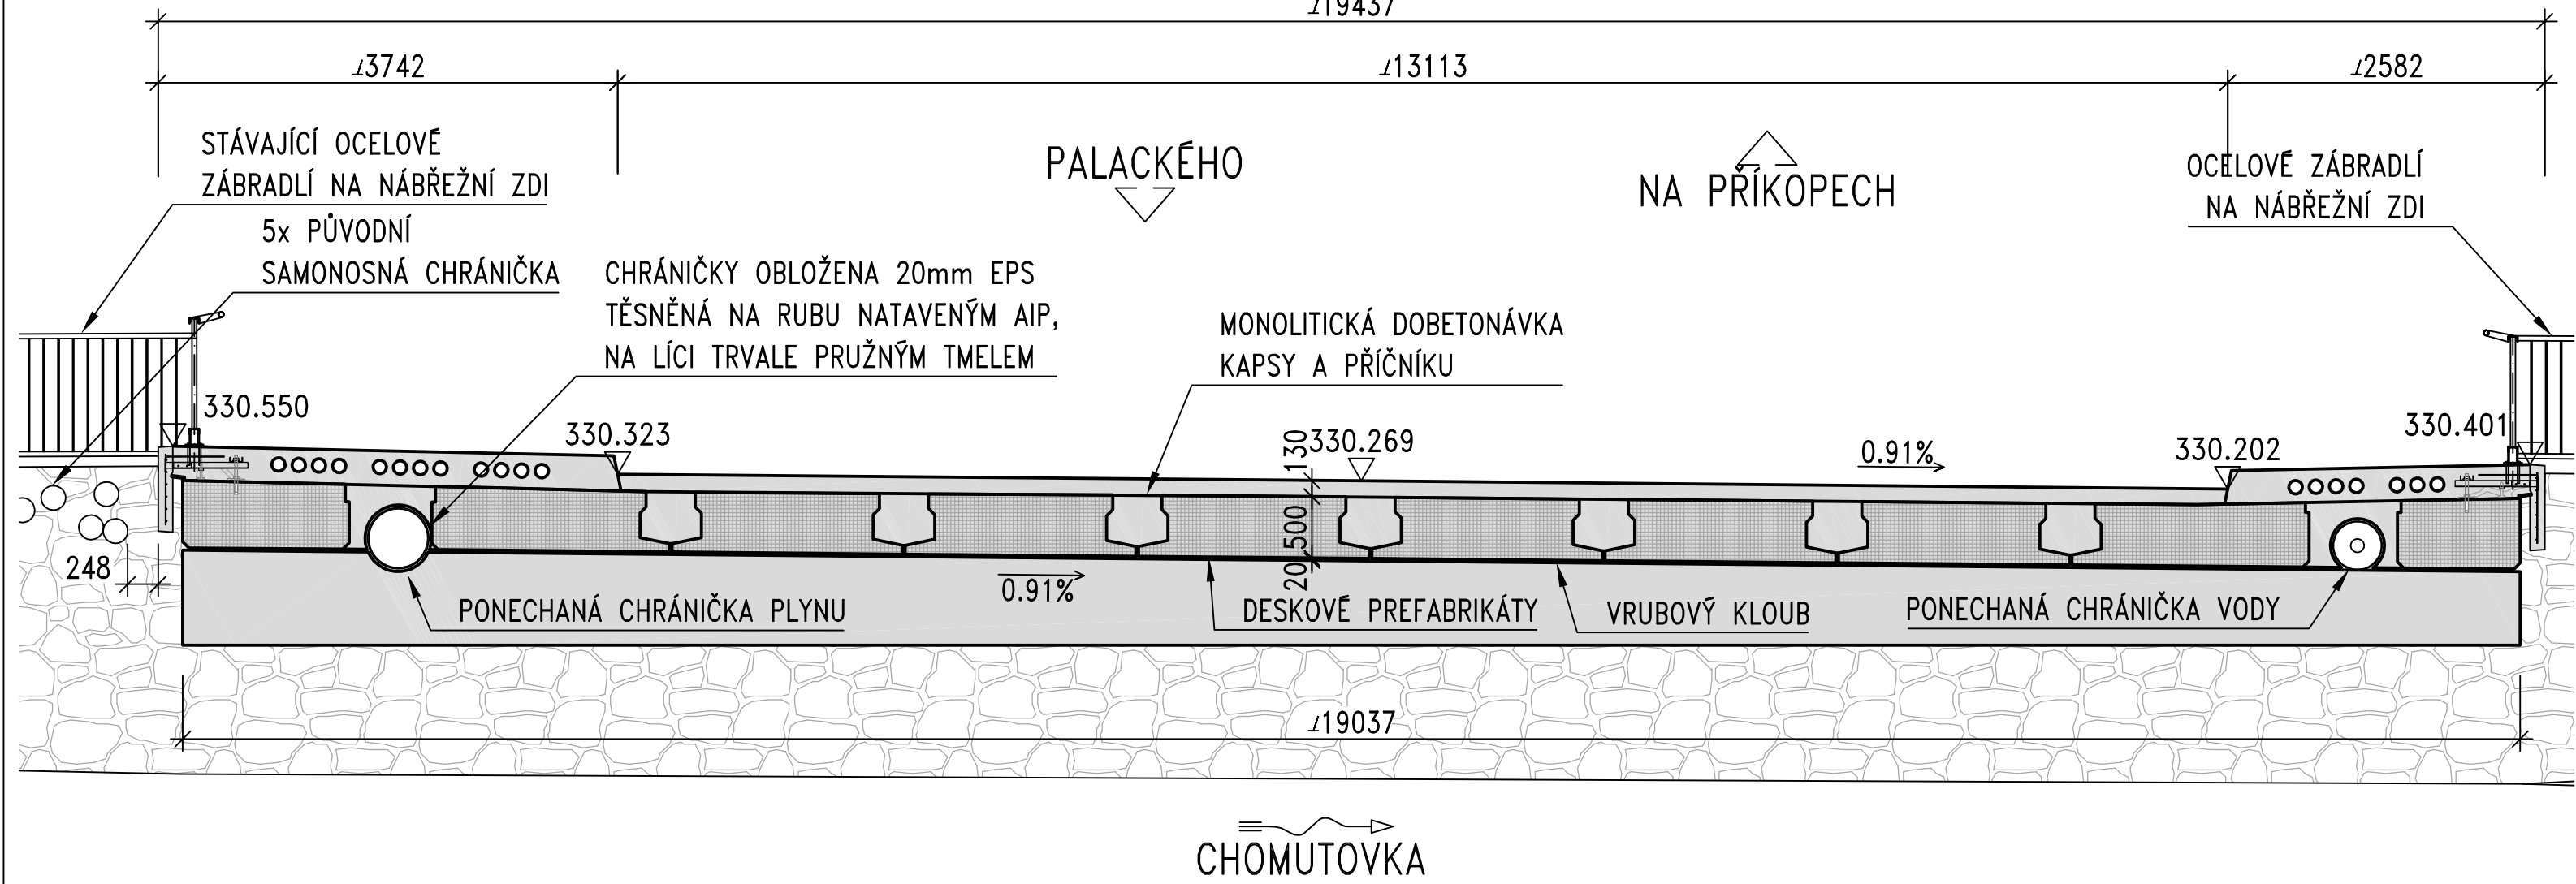 ⊥19437
⊥3742
⊥13113
⊥2582
STÁVAJÍCÍ OCELOVÉ
ZÁBRADLÍ NA NÁBŘEŽNÍ ZDI
PALACKÉHO
NA PŘÍKOPECH
OCELOVÉ ZÁBRADLÍ
NA NÁBŘEŽNÍ ZDI
5x PŮVODNÍ
SAMONOSNÁ CHRÁNIČKA
CHRÁNIČKY OBLOŽENA 20mm EPS
TĚSNĚNÁ NA RUBU NATAVENÝM AIP,
NA LÍCI TRVALE PRUŽNÝM TMELEM
MONOLITICKÁ DOBETONÁVKA
KAPSY A PŘÍČNÍKU
330.550
330.323
130
330.269
0.91%
330.202
330.401
500
20
248
0.91%
PONECHANÁ CHRÁNIČKA PLYNU
DESKOVÉ PREFABRIKÁTY
VRUBOVÝ KLOUB
PONECHANÁ CHRÁNIČKA VODY
⊥19037
CHOMUTOVKA